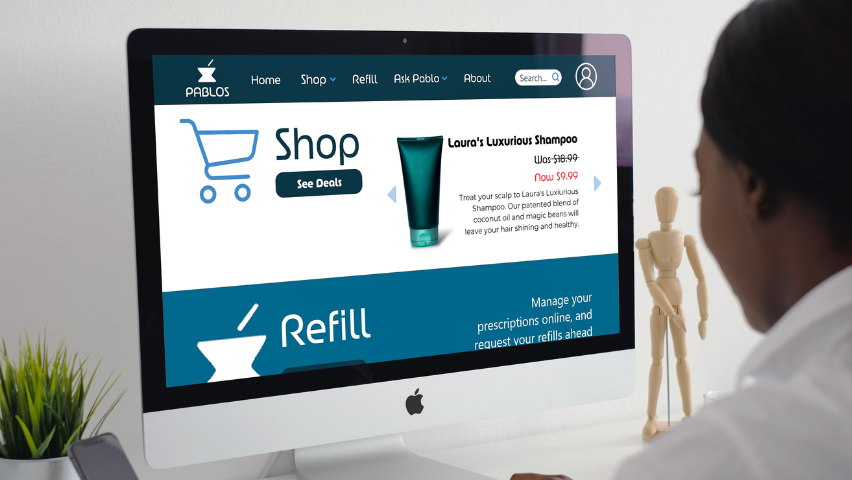 PABLOS
Home Shop Refill Ask Pablo About Search...
Shop
See Deals
Laura's Luxurious Shampoo
Was $18.99
Now $9.99
Treat your scalp to Laura's Luxiurious
Shampoo. Our patented blend of
coconut oil and magic beans will
leave your hair shining and healthy.
Refill
Manage your
prescriptions online, and
request your refills ahead